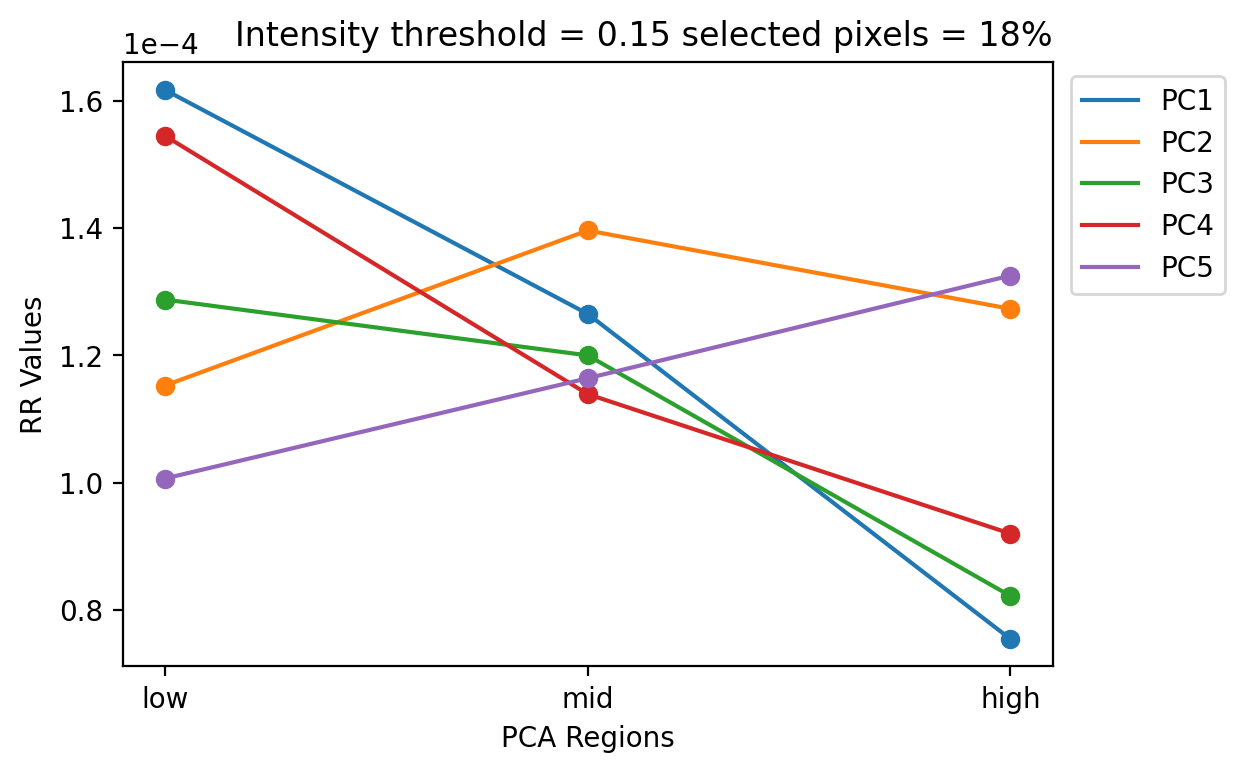 Intensity threshold = 0.15 selected pixels = 18%
1e−4
1.6
1.4
1.2
1.0
0.8
RR Values
low mid high
PCA Regions
PC1
PC2
PC3
PC4
PC5